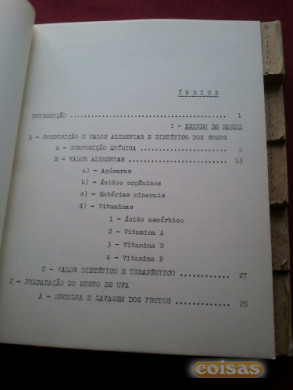 ÍNDICE
INTRODUÇÃO ........................................ 1
I - ESTUDO DO MOSTO
1 - COMPOSIÇÃO E VALOR ALIMENTAR E DIETÉTICO DOS MOSTOS
A - COMPOSIÇÃO QUÍMICA ........................ 4
B - VALOR ALIMENTAR ........................... 13
a) - Açúcares
b) - Ácidos orgânicos
c) - Matérias minerais
d) - Vitaminas
1 - Ácido ascórbico
2 - Vitamina A
3 - Vitamina B
4 - Vitamina P
C - VALOR DIETÉTICO E TERAPÊUTICO ............. 27
2 - PREPARAÇÃO DO MOSTO DE UVA
A - ESCOLHA E LAVAGEM DOS FRUTOS .............. 29
coisas